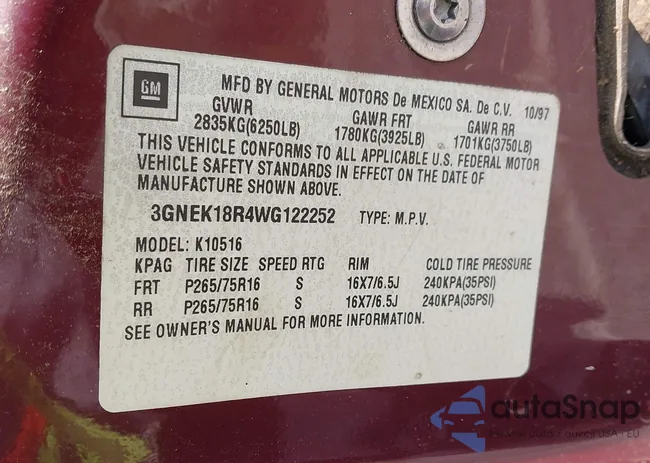 GM
MFD BY GENERAL MOTORS De MEXICO SA. De C.V. 10/97
GVWR GAWR FRT GAWR RR
2835KG(6250LB) 1780KG(3925LB) 1701KG(3750LB)
THIS VEHICLE CONFORMS TO ALL APPLICABLE U.S. FEDERAL MOTOR
VEHICLE SAFETY STANDARDS IN EFFECT ON THE DATE OF
MANUFACTURE SHOWN ABOVE.
3GNEK18R4WG122252 TYPE: M.P.V.
MODEL: K10516
KPAG TIRE SIZE SPEED RTG RIM COLD TIRE PRESSURE
FRT P265/75R16 S 16X7/6.5J 240KPA(35PSI)
RR P265/75R16 S 16X7/6.5J 240KPA(35PSI)
SEE OWNER'S MANUAL FOR MORE INFORMATION.
autoSnap